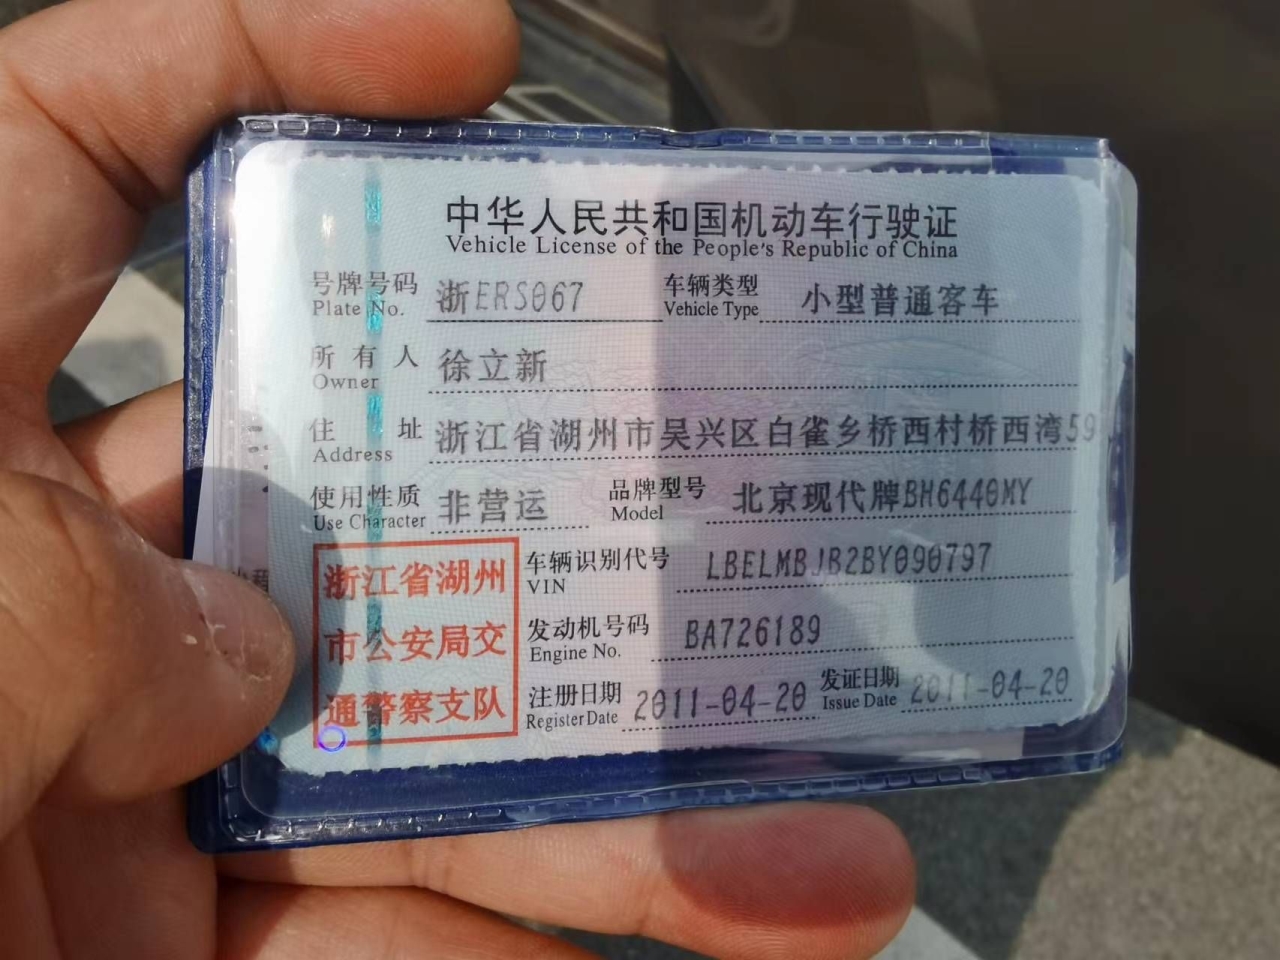 中华人民共和国机动车行驶证
Vehicle License of the People's Republic of China
号牌号码 浙ERS067 车辆类型 小型普通客车
Plate No. Vehicle Type
所有人 徐立新
Owner
住址 浙江省湖州市吴兴区白雀乡桥西村桥西湾59
Address
使用性质 非营运 品牌型号 北京现代牌BH6440MY
Use Character Model
浙江省湖州
市公安局交
通警察支队
车辆识别代号 LBELMBJB2BY090797
VIN
发动机号码 BA726189
Engine No.
注册日期 2011-04-20 发证日期 2011-04-20
Register Date Issue Date